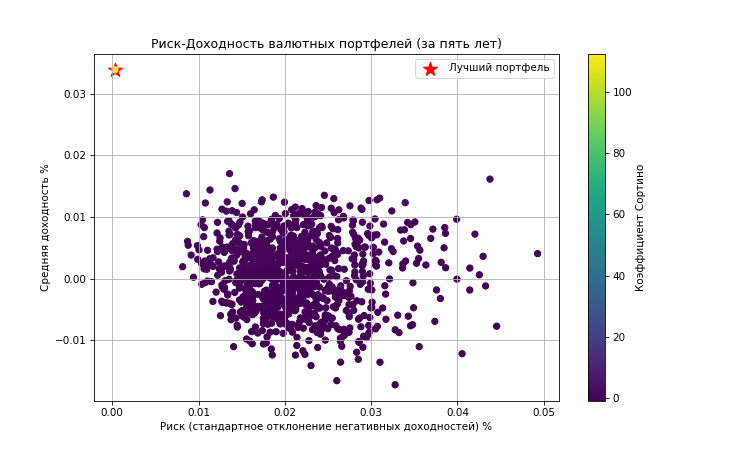 Риск-Доходность валютных портфелей (за пять лет)
Лучший портфель
Средняя доходность %
0.03
0.02
0.01
0.00
−0.01
0.00 0.01 0.02 0.03 0.04 0.05
Риск (стандартное отклонение негативных доходностей) %
100
80
60
40
20
0
Коэффициент Сортино